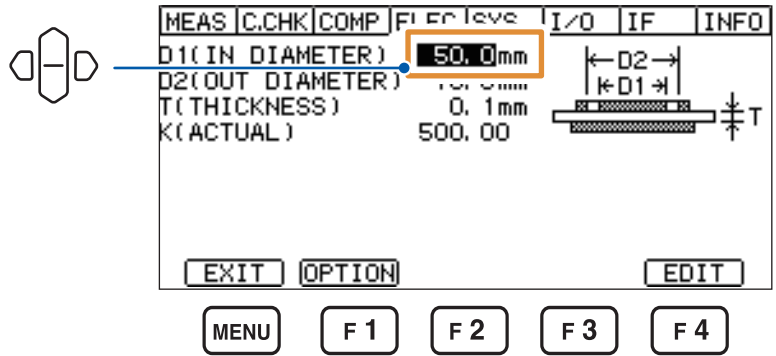 MEAS C.CHK COMP ELEC SYS I/O IF INFO
D1(IN DIAMETER) 50.0mm
D2(OUT DIAMETER)
T(THICKNESS) 0.1mm
K(ACTUAL) 500.00
D2
D1
T
EXIT OPTION EDIT
MENU F1 F2 F3 F4